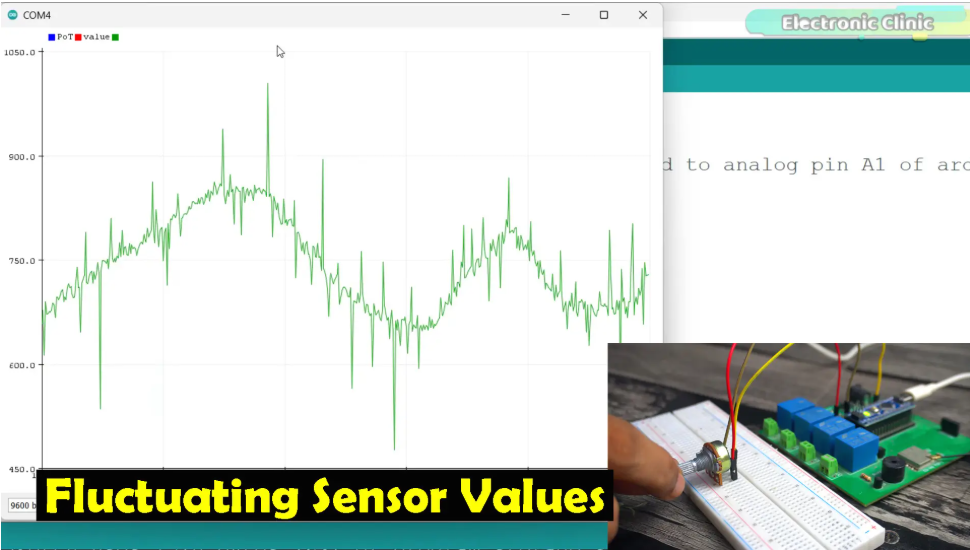 COM4
Electronic Clinic
PoT value
1050.0
900.0
d to analog pin A1 of ard
750.0
600.0
450.0
Fluctuating Sensor Values
9600 b